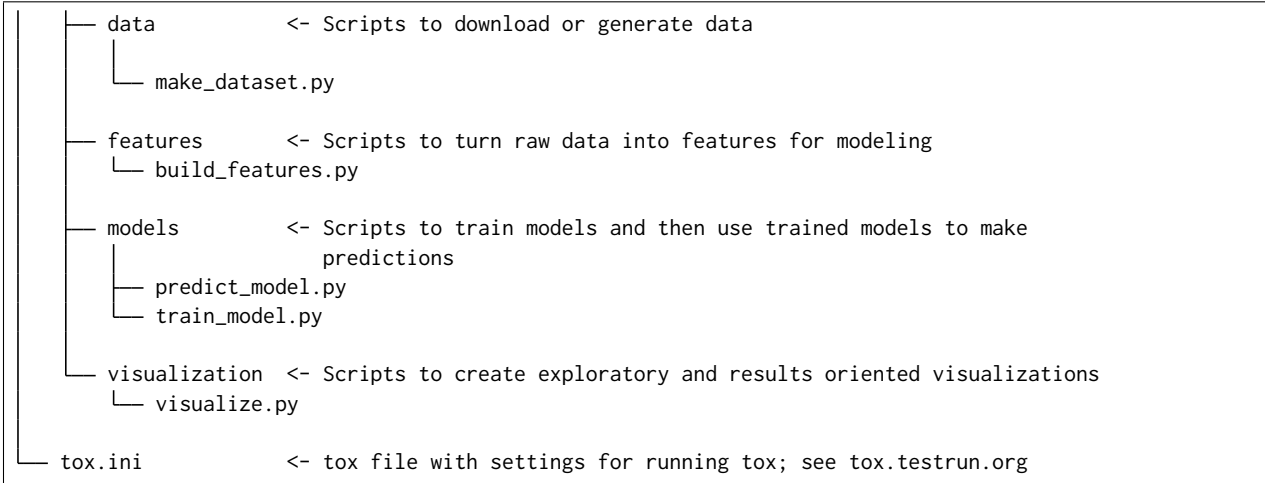 │   ├── data           <- Scripts to download or generate data
│   │   └── make_dataset.py
│   ├── features       <- Scripts to turn raw data into features for modeling
│   │   └── build_features.py
│   ├── models         <- Scripts to train models and then use trained models to make
│   │   │                 predictions
│   │   ├── predict_model.py
│   │   └── train_model.py
│   └── visualization  <- Scripts to create exploratory and results oriented visualizations
│       └── visualize.py
└── tox.ini            <- tox file with settings for running tox; see tox.testrun.org